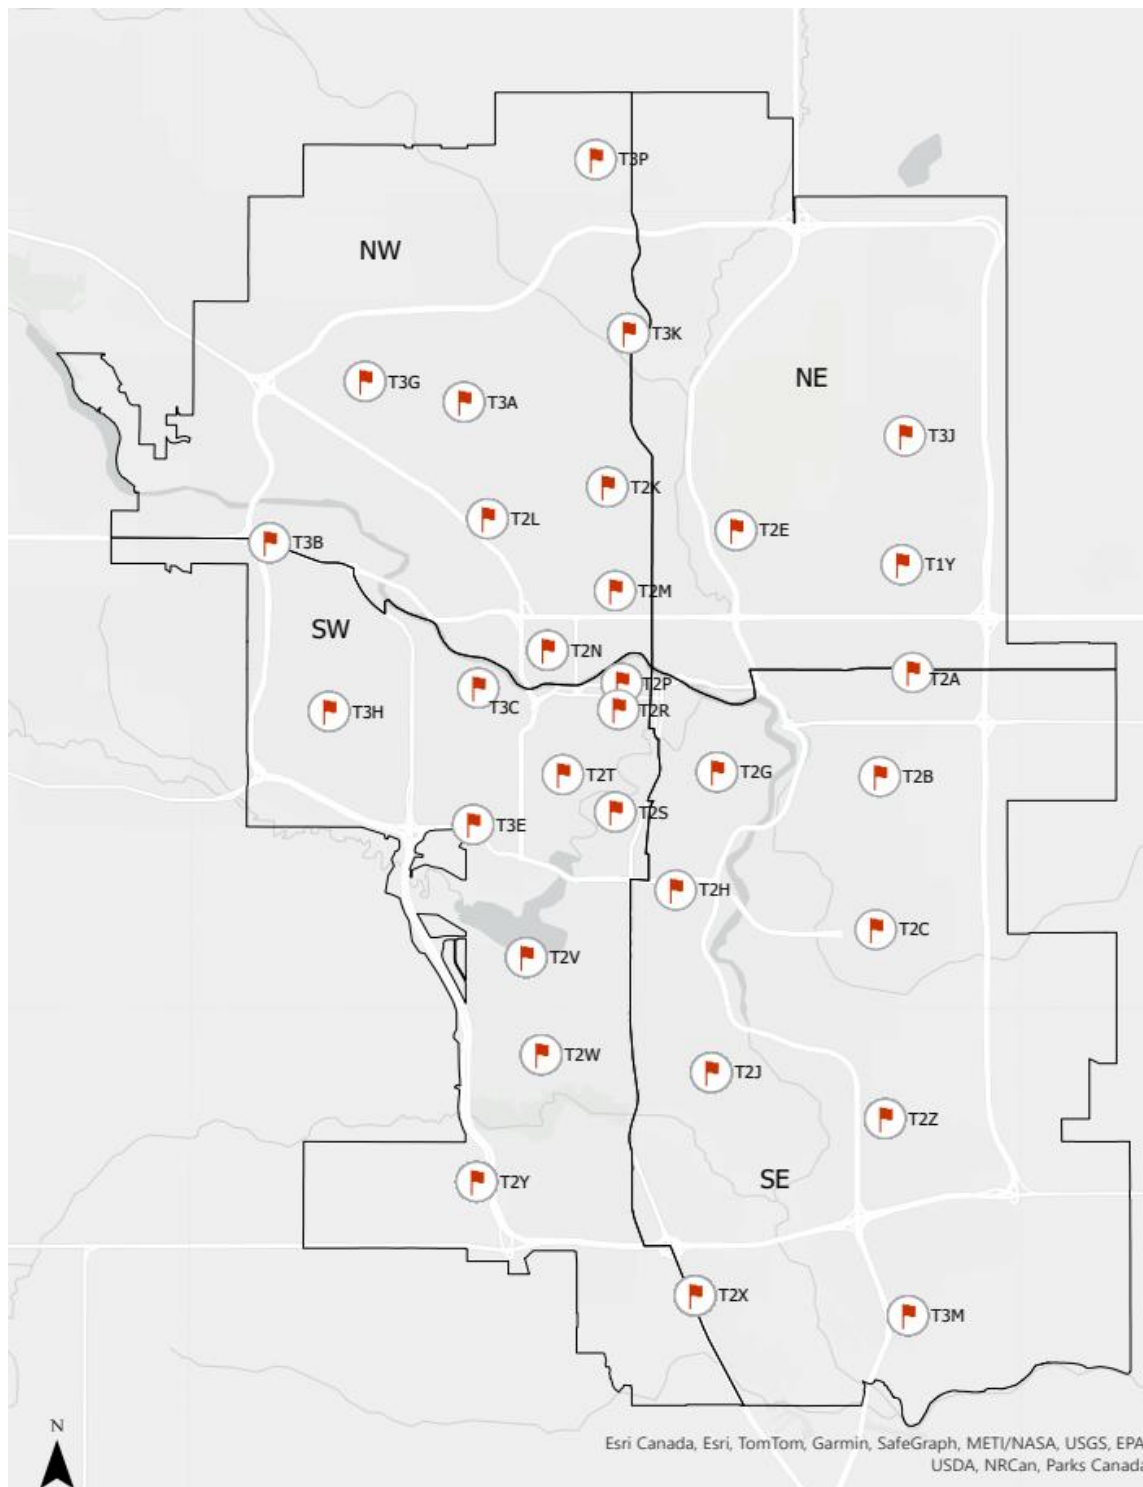 T3P
NW
T3K
NE
T3G
T3A
T3J
T2K
T2L
T2E
T3B
T1Y
T2M
SW
T2N
T2A
T2P
T3C
T2R
T3H
T2T
T2G
T2B
T2S
T3E
T2H
T2C
T2V
T2W
T2J
T2Z
SE
T2Y
T2X
T3M
N
Esri Canada, Esri, TomTom, Garmin, SafeGraph, METI/NASA, USGS, EPA
USDA, NRCan, Parks Canada